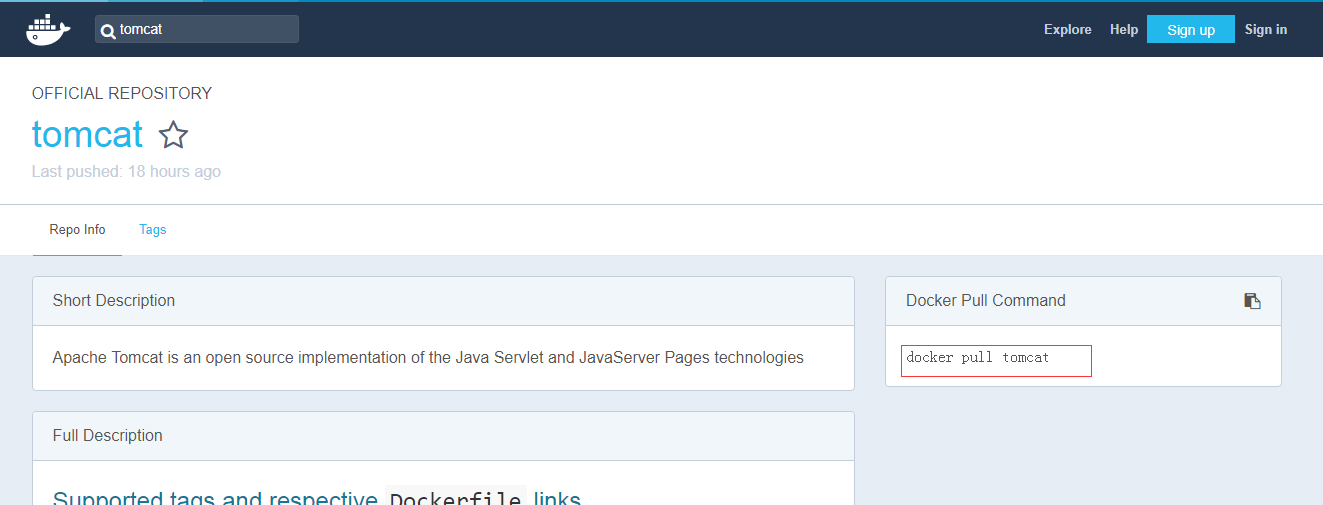 tomcat
Explore Help Sign up Sign in
OFFICIAL REPOSITORY
tomcat
Last pushed: 18 hours ago
Repo Info Tags
Short Description
Docker Pull Command
Apache Tomcat is an open source implementation of the Java Servlet and JavaServer Pages technologies
docker pull tomcat
Full Description
Supported tags and respective Dockerfile links